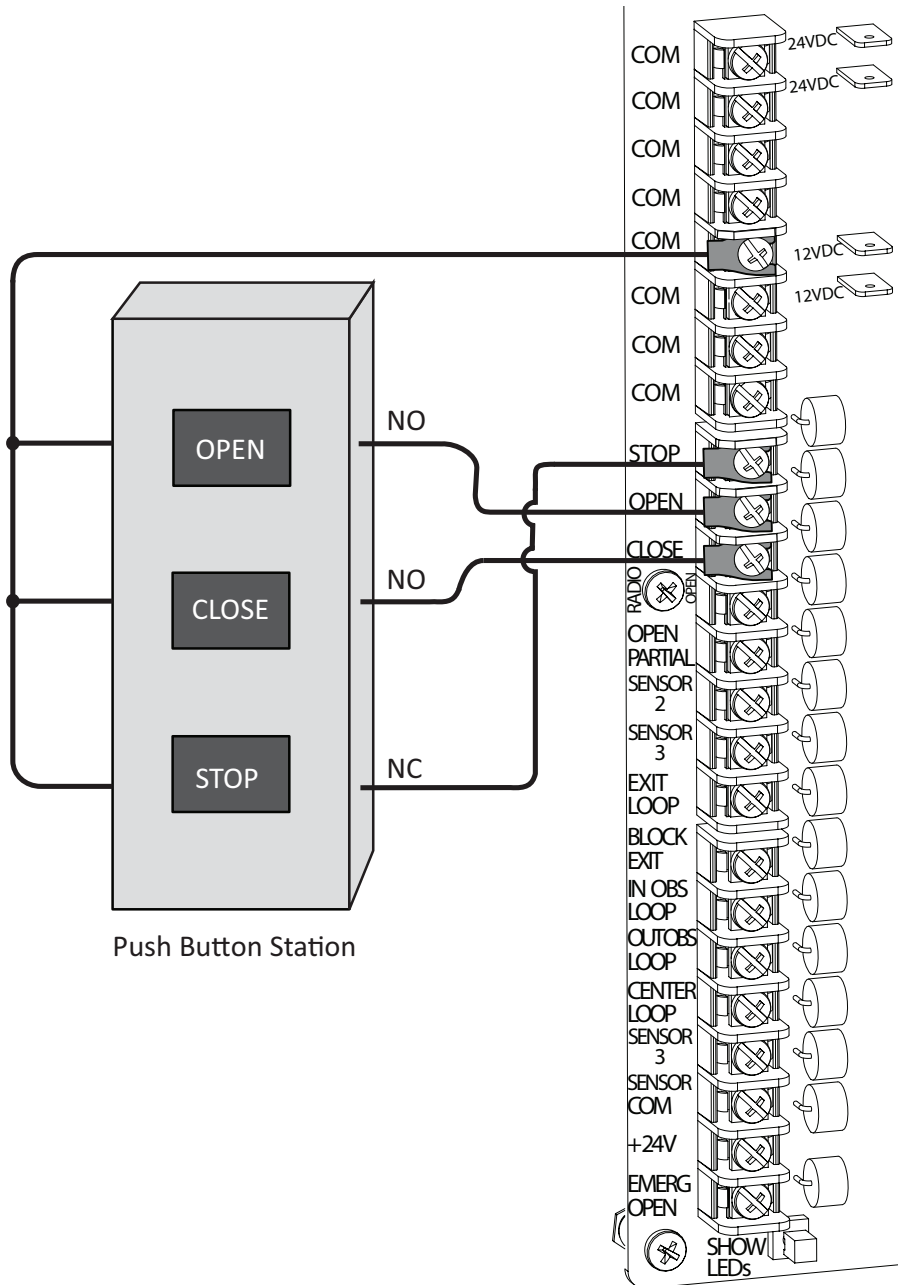 COM
24VDC
COM
24VDC
COM
COM
COM
12VDC
COM
12VDC
COM
COM
OPEN
NO
STOP
OPEN
CLOSE
NO
CLOSE
RADIO
OPEN
OPEN
PARTIAL
SENSOR
2
SENSOR
3
STOP
NC
EXIT
LOOP
BLOCK
EXIT
IN OBS
LOOP
OUTOBS
LOOP
Push Button Station
CENTER
LOOP
SENSOR
3
SENSOR
COM
+24V
EMERG
OPEN
SHOW
LEDs